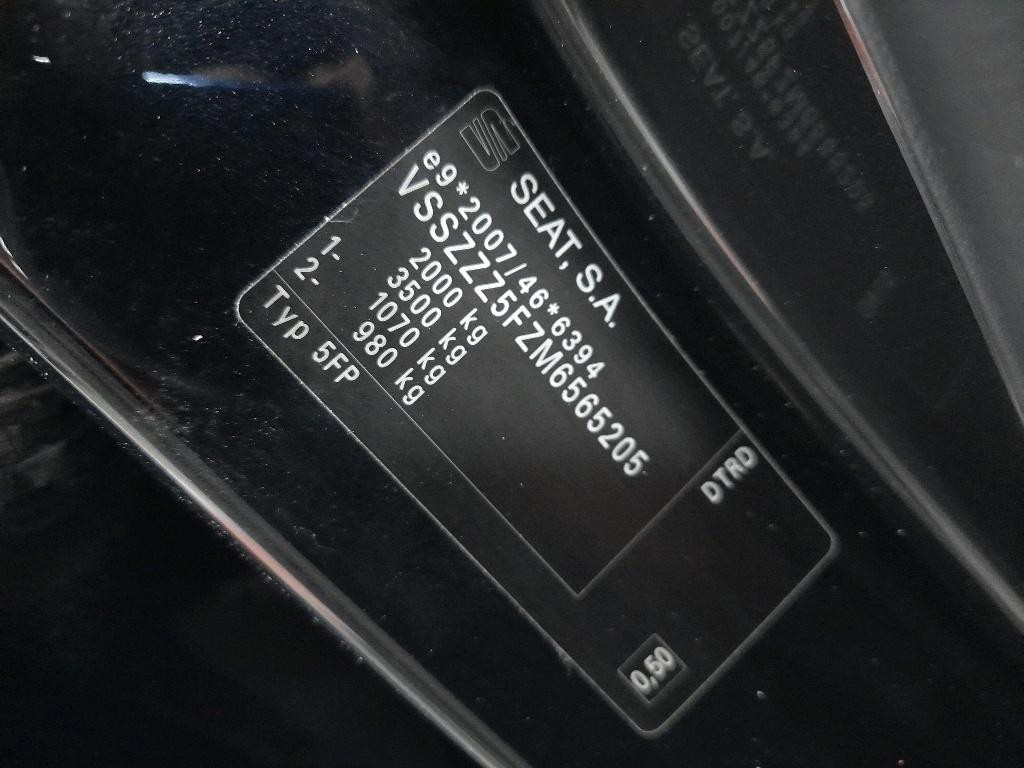 SEAT, S.A.
e9*2007/46*6394
VSSZZZ5FZM6565205
2000 kg
3500 kg
1- 1070 kg
2- 980 kg
Typ 5FP
DTRD
0,50